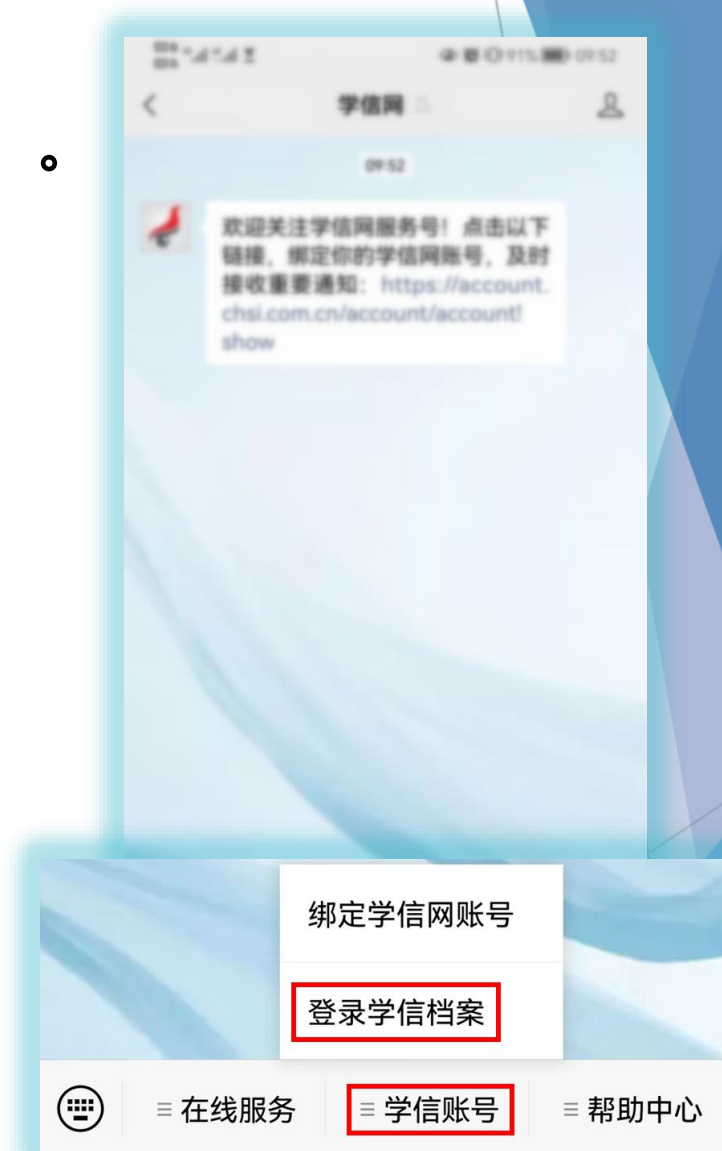 91% 09:52
学信网
。
09:52
欢迎关注学信网服务号！点击以下
链接，绑定你的学信网账号，及时
接收重要通知：https://account.
chsi.com.cn/account/account!
show
绑定学信网账号
登录学信档案
在线服务
学信账号
帮助中心